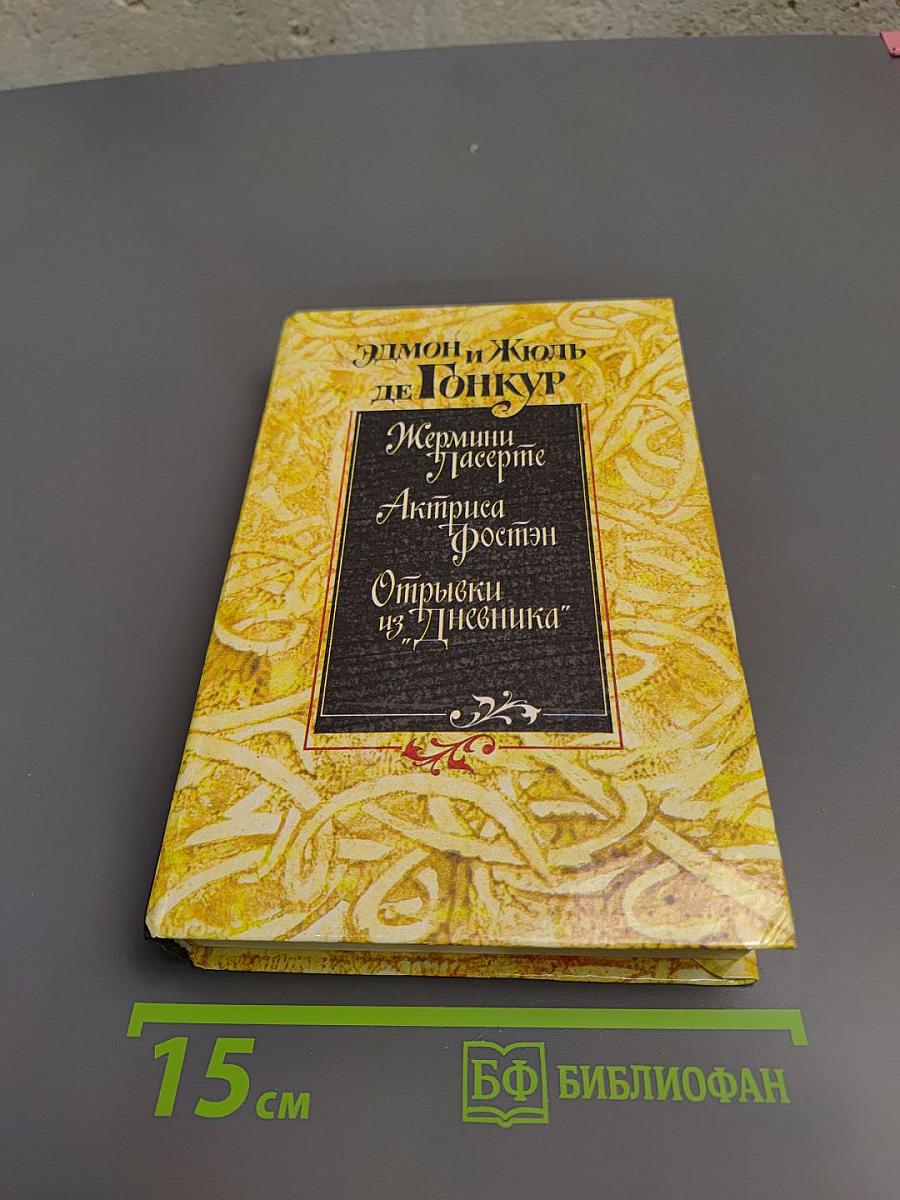 Эдмон и Жюль
де Гонкур
Жермини
Ласерте
Актриса
Фостэн
Отрывки
из „Дневника"
15 см
БФ БИБЛИОФАН